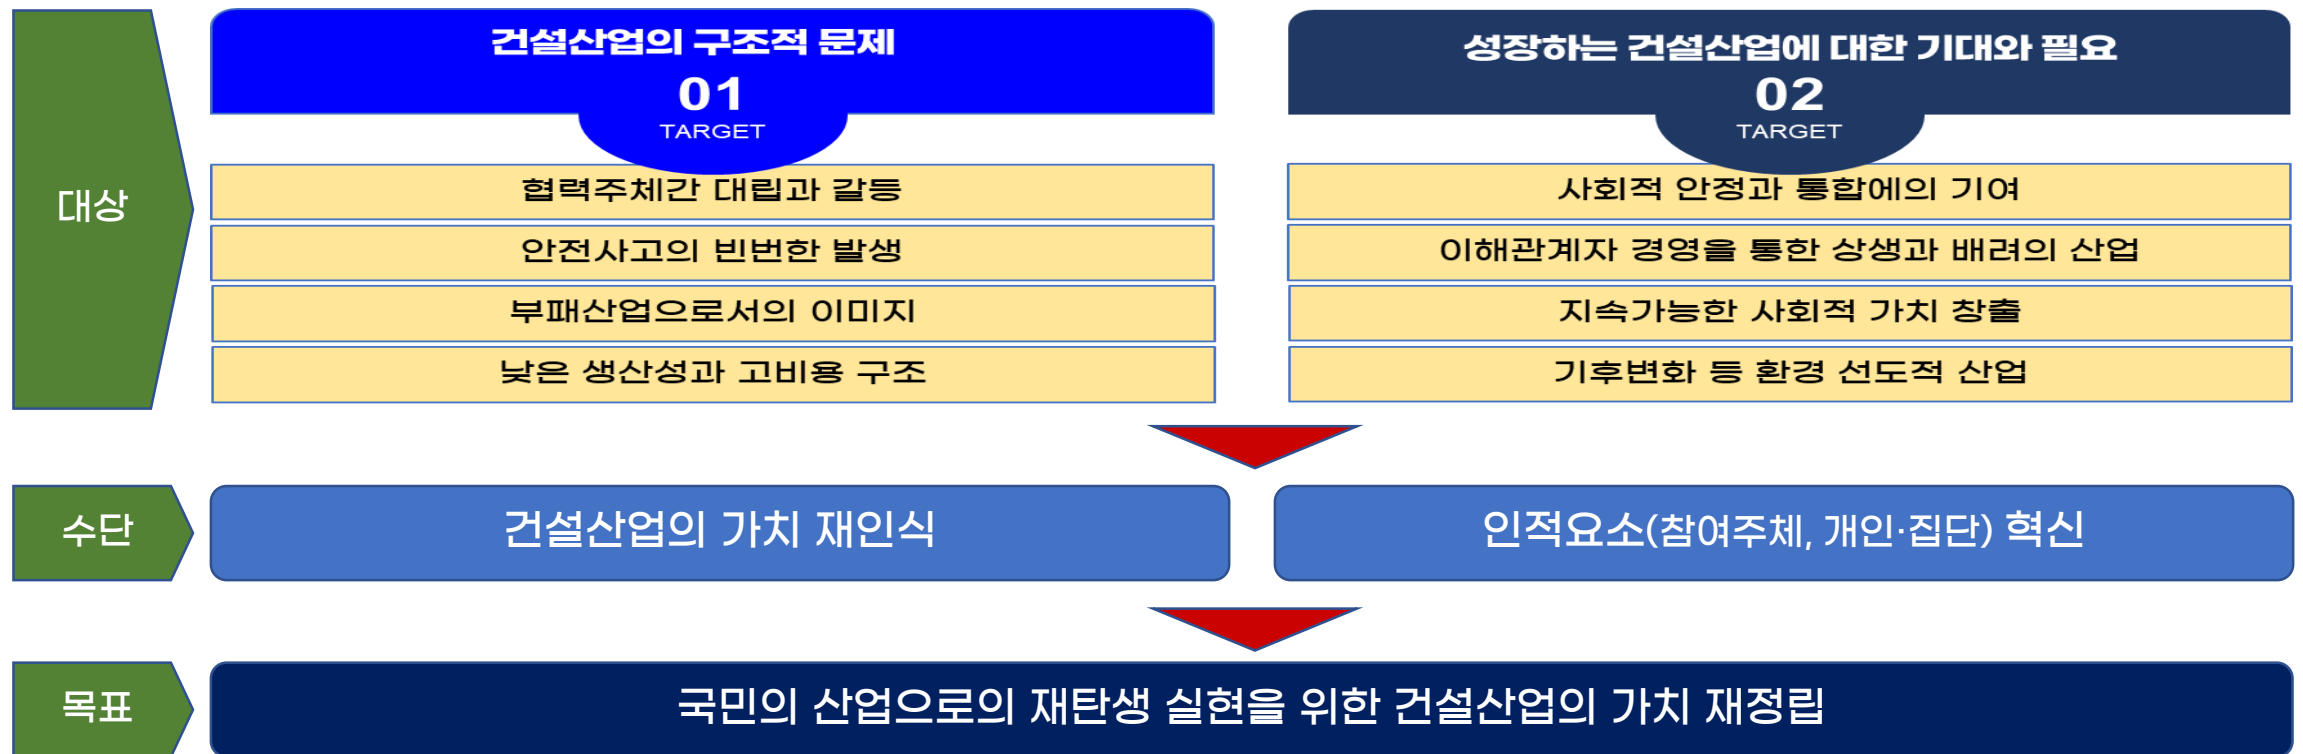 대상
건설산업의 구조적 문제
01
TARGET
협력주체간 대립과 갈등
안전사고의 빈번한 발생
부패산업으로서의 이미지
낮은 생산성과 고비용 구조
성장하는 건설산업에 대한 기대와 필요
02
TARGET
사회적 안정과 통합에의 기여
이해관계자 경영을 통한 상생과 배려의 산업
지속가능한 사회적 가치 창출
기후변화 등 환경 선도적 산업
수단
건설산업의 가치 재인식
인적요소(참여주체, 개인·집단) 혁신
목표
국민의 산업으로의 재탄생 실현을 위한 건설산업의 가치 재정립